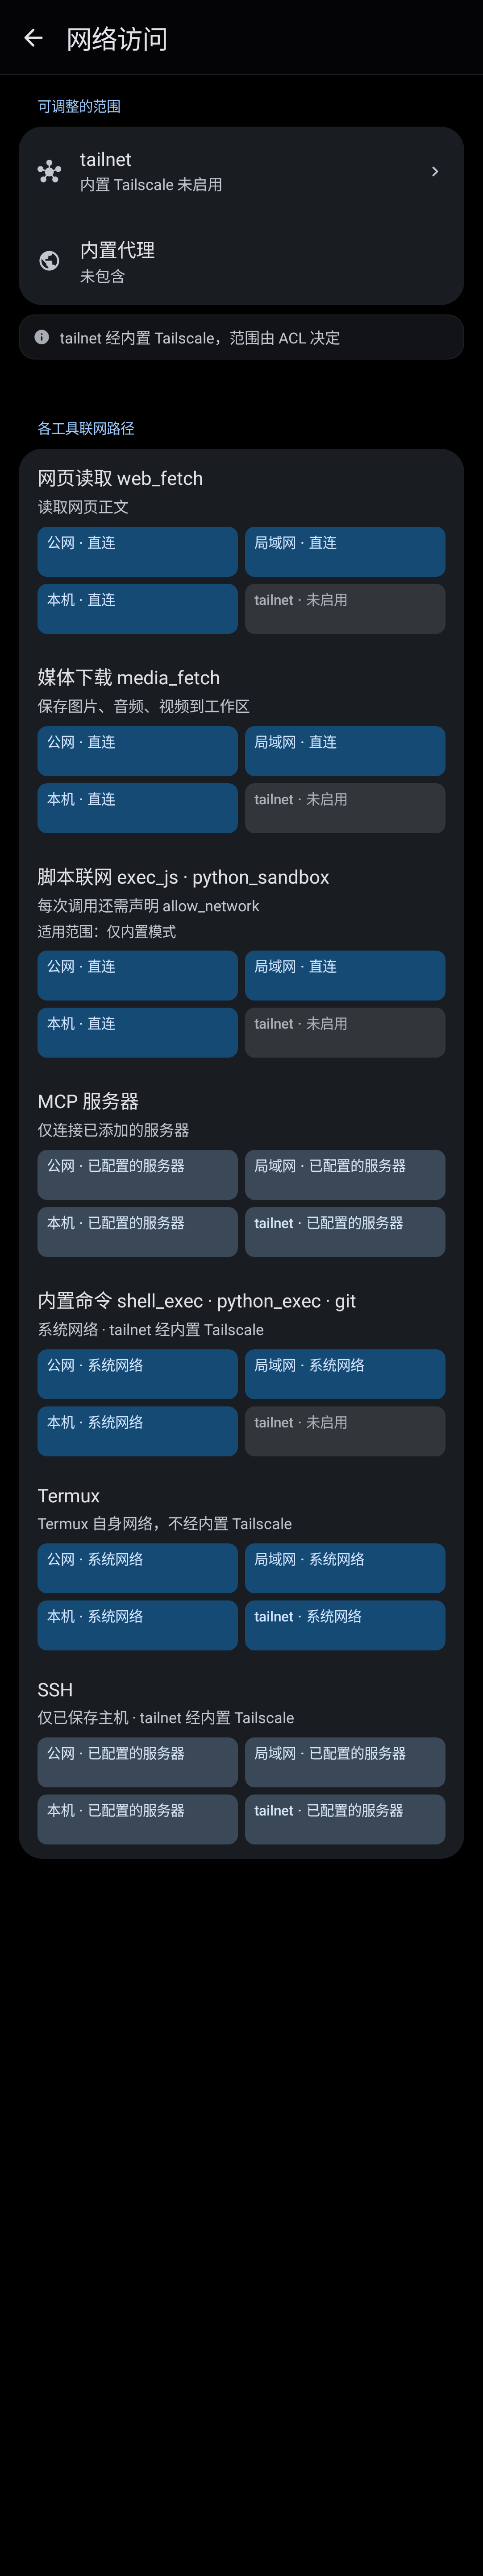 网络访问
可调整的范围
tailnet
内置 Tailscale 未启用
内置代理
未包含
tailnet 经内置 Tailscale，范围由 ACL 决定
各工具联网路径
网页读取 web_fetch
读取网页正文
公网 · 直连
局域网 · 直连
本机 · 直连
tailnet · 未启用
媒体下载 media_fetch
保存图片、音频、视频到工作区
公网 · 直连
局域网 · 直连
本机 · 直连
tailnet · 未启用
脚本联网 exec_js · python_sandbox
每次调用还需声明 allow_network
适用范围：仅内置模式
公网 · 直连
局域网 · 直连
本机 · 直连
tailnet · 未启用
MCP 服务器
仅连接已添加的服务器
公网 · 已配置的服务器
局域网 · 已配置的服务器
本机 · 已配置的服务器
tailnet · 已配置的服务器
内置命令 shell_exec · python_exec · git
系统网络 · tailnet 经内置 Tailscale
公网 · 系统网络
局域网 · 系统网络
本机 · 系统网络
tailnet · 未启用
Termux
Termux 自身网络，不经内置 Tailscale
公网 · 系统网络
局域网 · 系统网络
本机 · 系统网络
tailnet · 系统网络
SSH
仅已保存主机 · tailnet 经内置 Tailscale
公网 · 已配置的服务器
局域网 · 已配置的服务器
本机 · 已配置的服务器
tailnet · 已配置的服务器